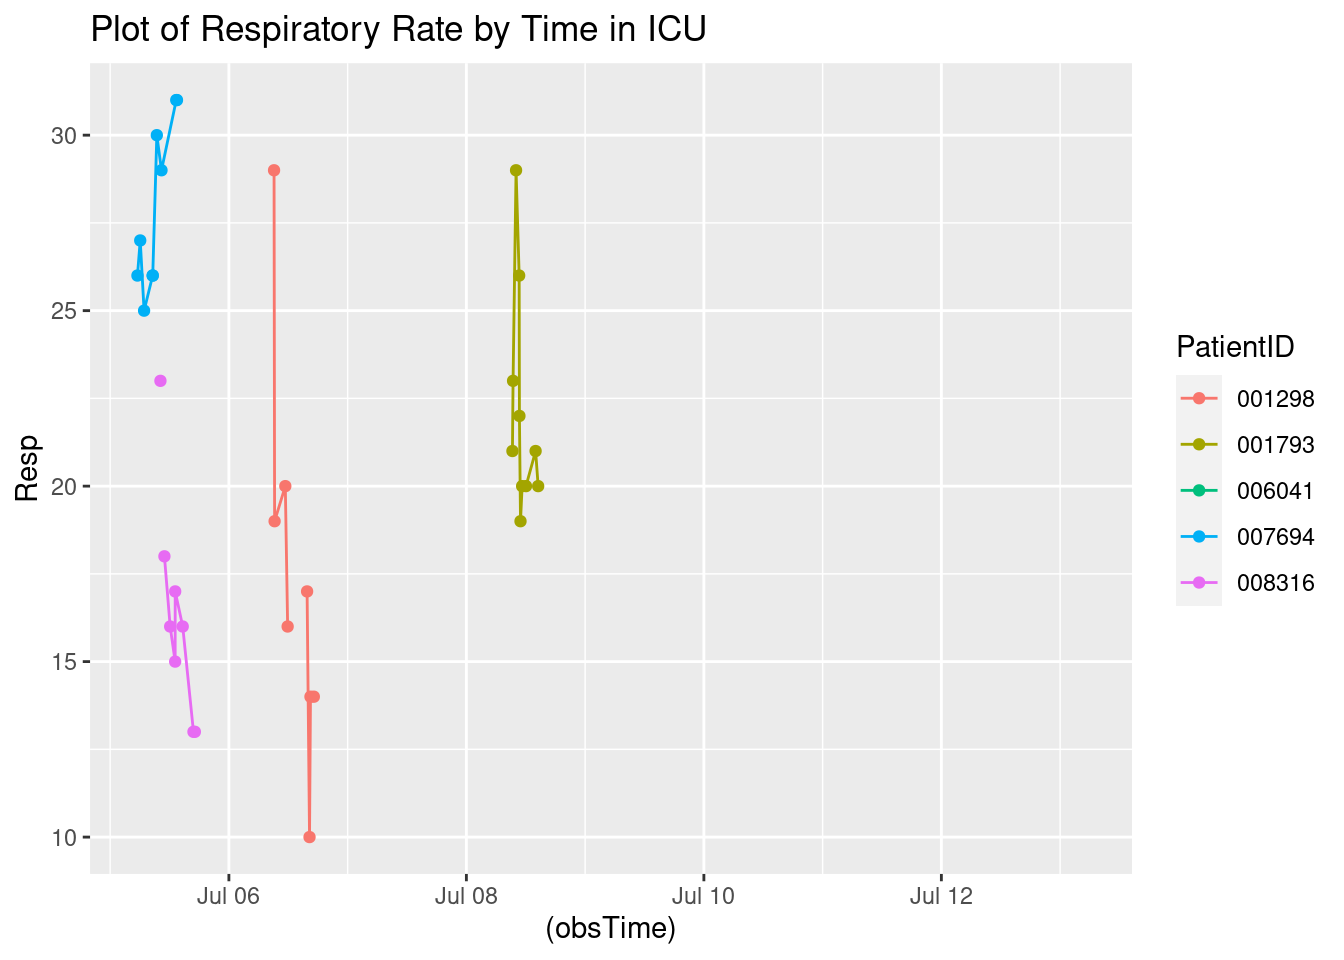 Plot of Respiratory Rate by Time in ICU
30
25
20
15
10
Resp
Jul 06 Jul 08 Jul 10 Jul 12
(obsTime)
PatientID
001298
001793
006041
007694
008316